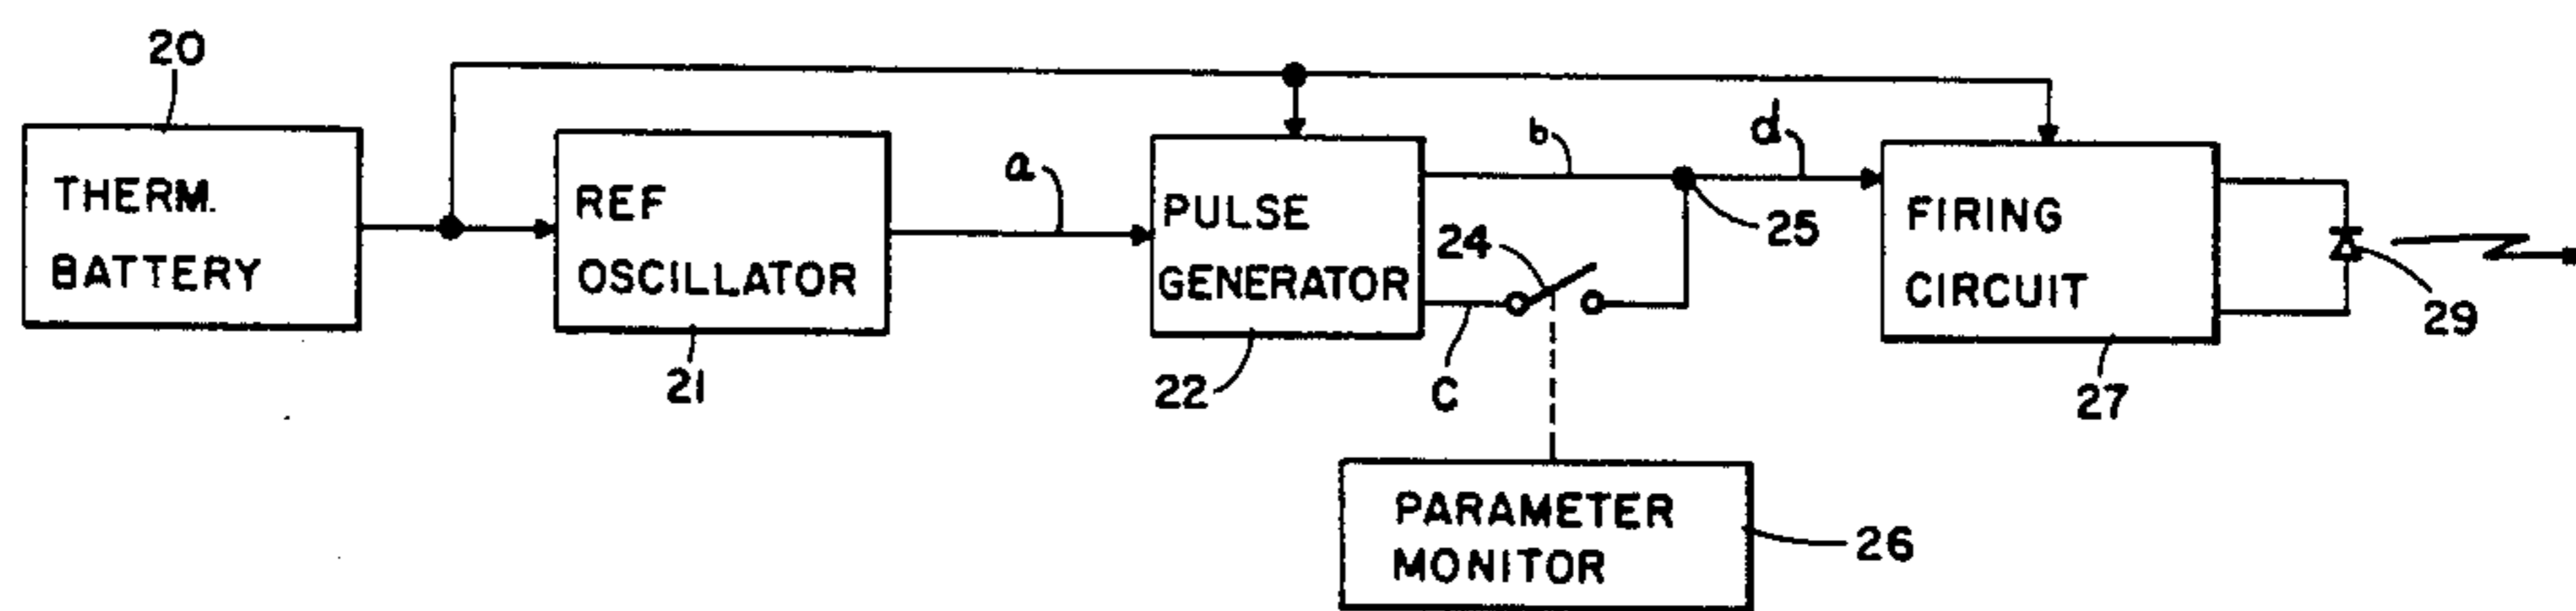 20
THERM.
BATTERY
REF
OSCILLATOR
21
a
PULSE
GENERATOR
22
b
c
24
d
25
PARAMETER
MONITOR
26
FIRING
CIRCUIT
27
29